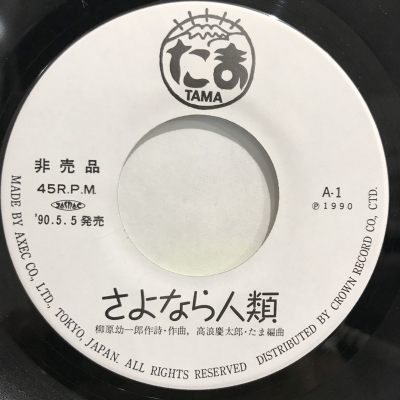 たま
TAMA
非売品
45R.P.M.
'90.5.5発売
A-1
℗1990
さよなら人類
柳原幼一郎作詩・作曲,高浪慶太郎・たま編曲
MADE BY AXEC CO., LTD., TOKYO, JAPAN. ALL RIGHTS RESERVED DISTRIBUTED BY CROWN RECORD CO., CTD.